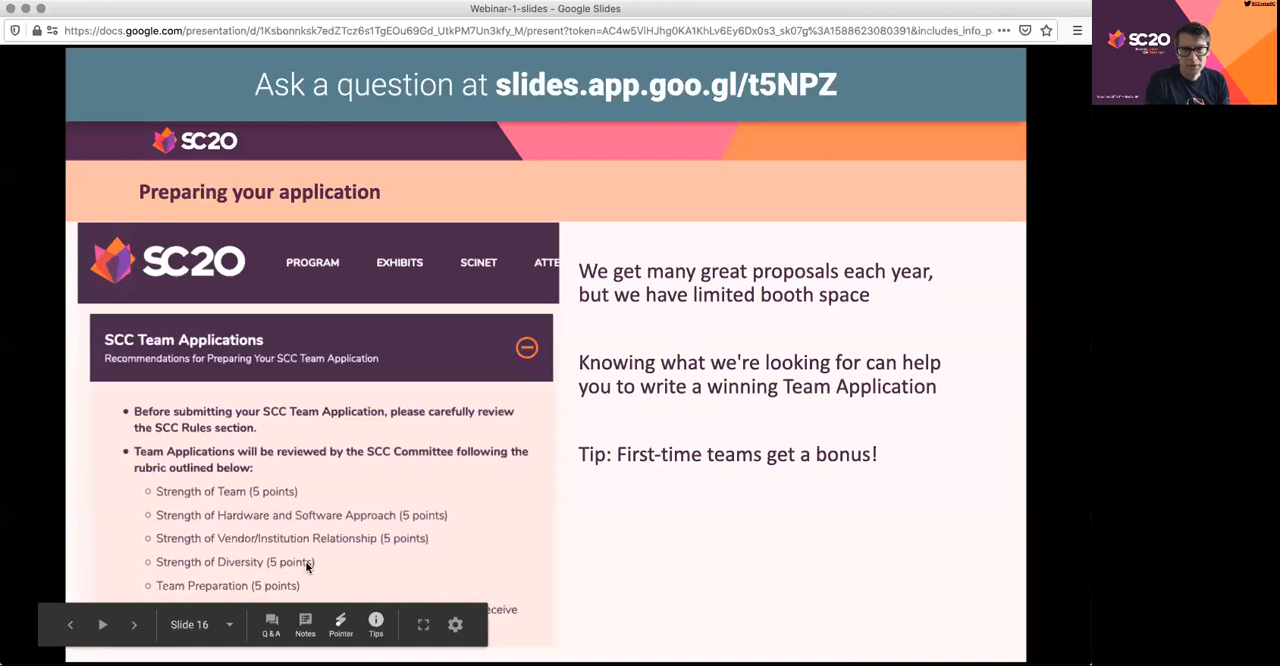 Webinar-1-slides - Google Slides
https://docs.google.com/presentation/d/1Ksbonnksk7edZTcz6s1TgEOu69Gd_UtkPM7Un3kfy_M/present?token=AC4w5ViHJhg0KA1KhLv6Ey6Dx0s3_sk07g%3A1588623080391&includes_info_p
Ask a question at slides.app.goo.gl/t5NPZ
SC20
Preparing your application
SC20 PROGRAM EXHIBITS SCINET ATTE
SCC Team Applications
Recommendations for Preparing Your SCC Team Application
Before submitting your SCC Team Application, please carefully review
the SCC Rules section.
Team Applications will be reviewed by the SCC Committee following the
rubric outlined below:
Strength of Team (5 points)
Strength of Hardware and Software Approach (5 points)
Strength of Vendor/Institution Relationship (5 points)
Strength of Diversity (5 points)
Team Preparation (5 points)
eceive
We get many great proposals each year,
but we have limited booth space
Knowing what we're looking for can help
you to write a winning Team Application
Tip: First-time teams get a bonus!
Slide 16
Q&A Notes Pointer Tips
SC20